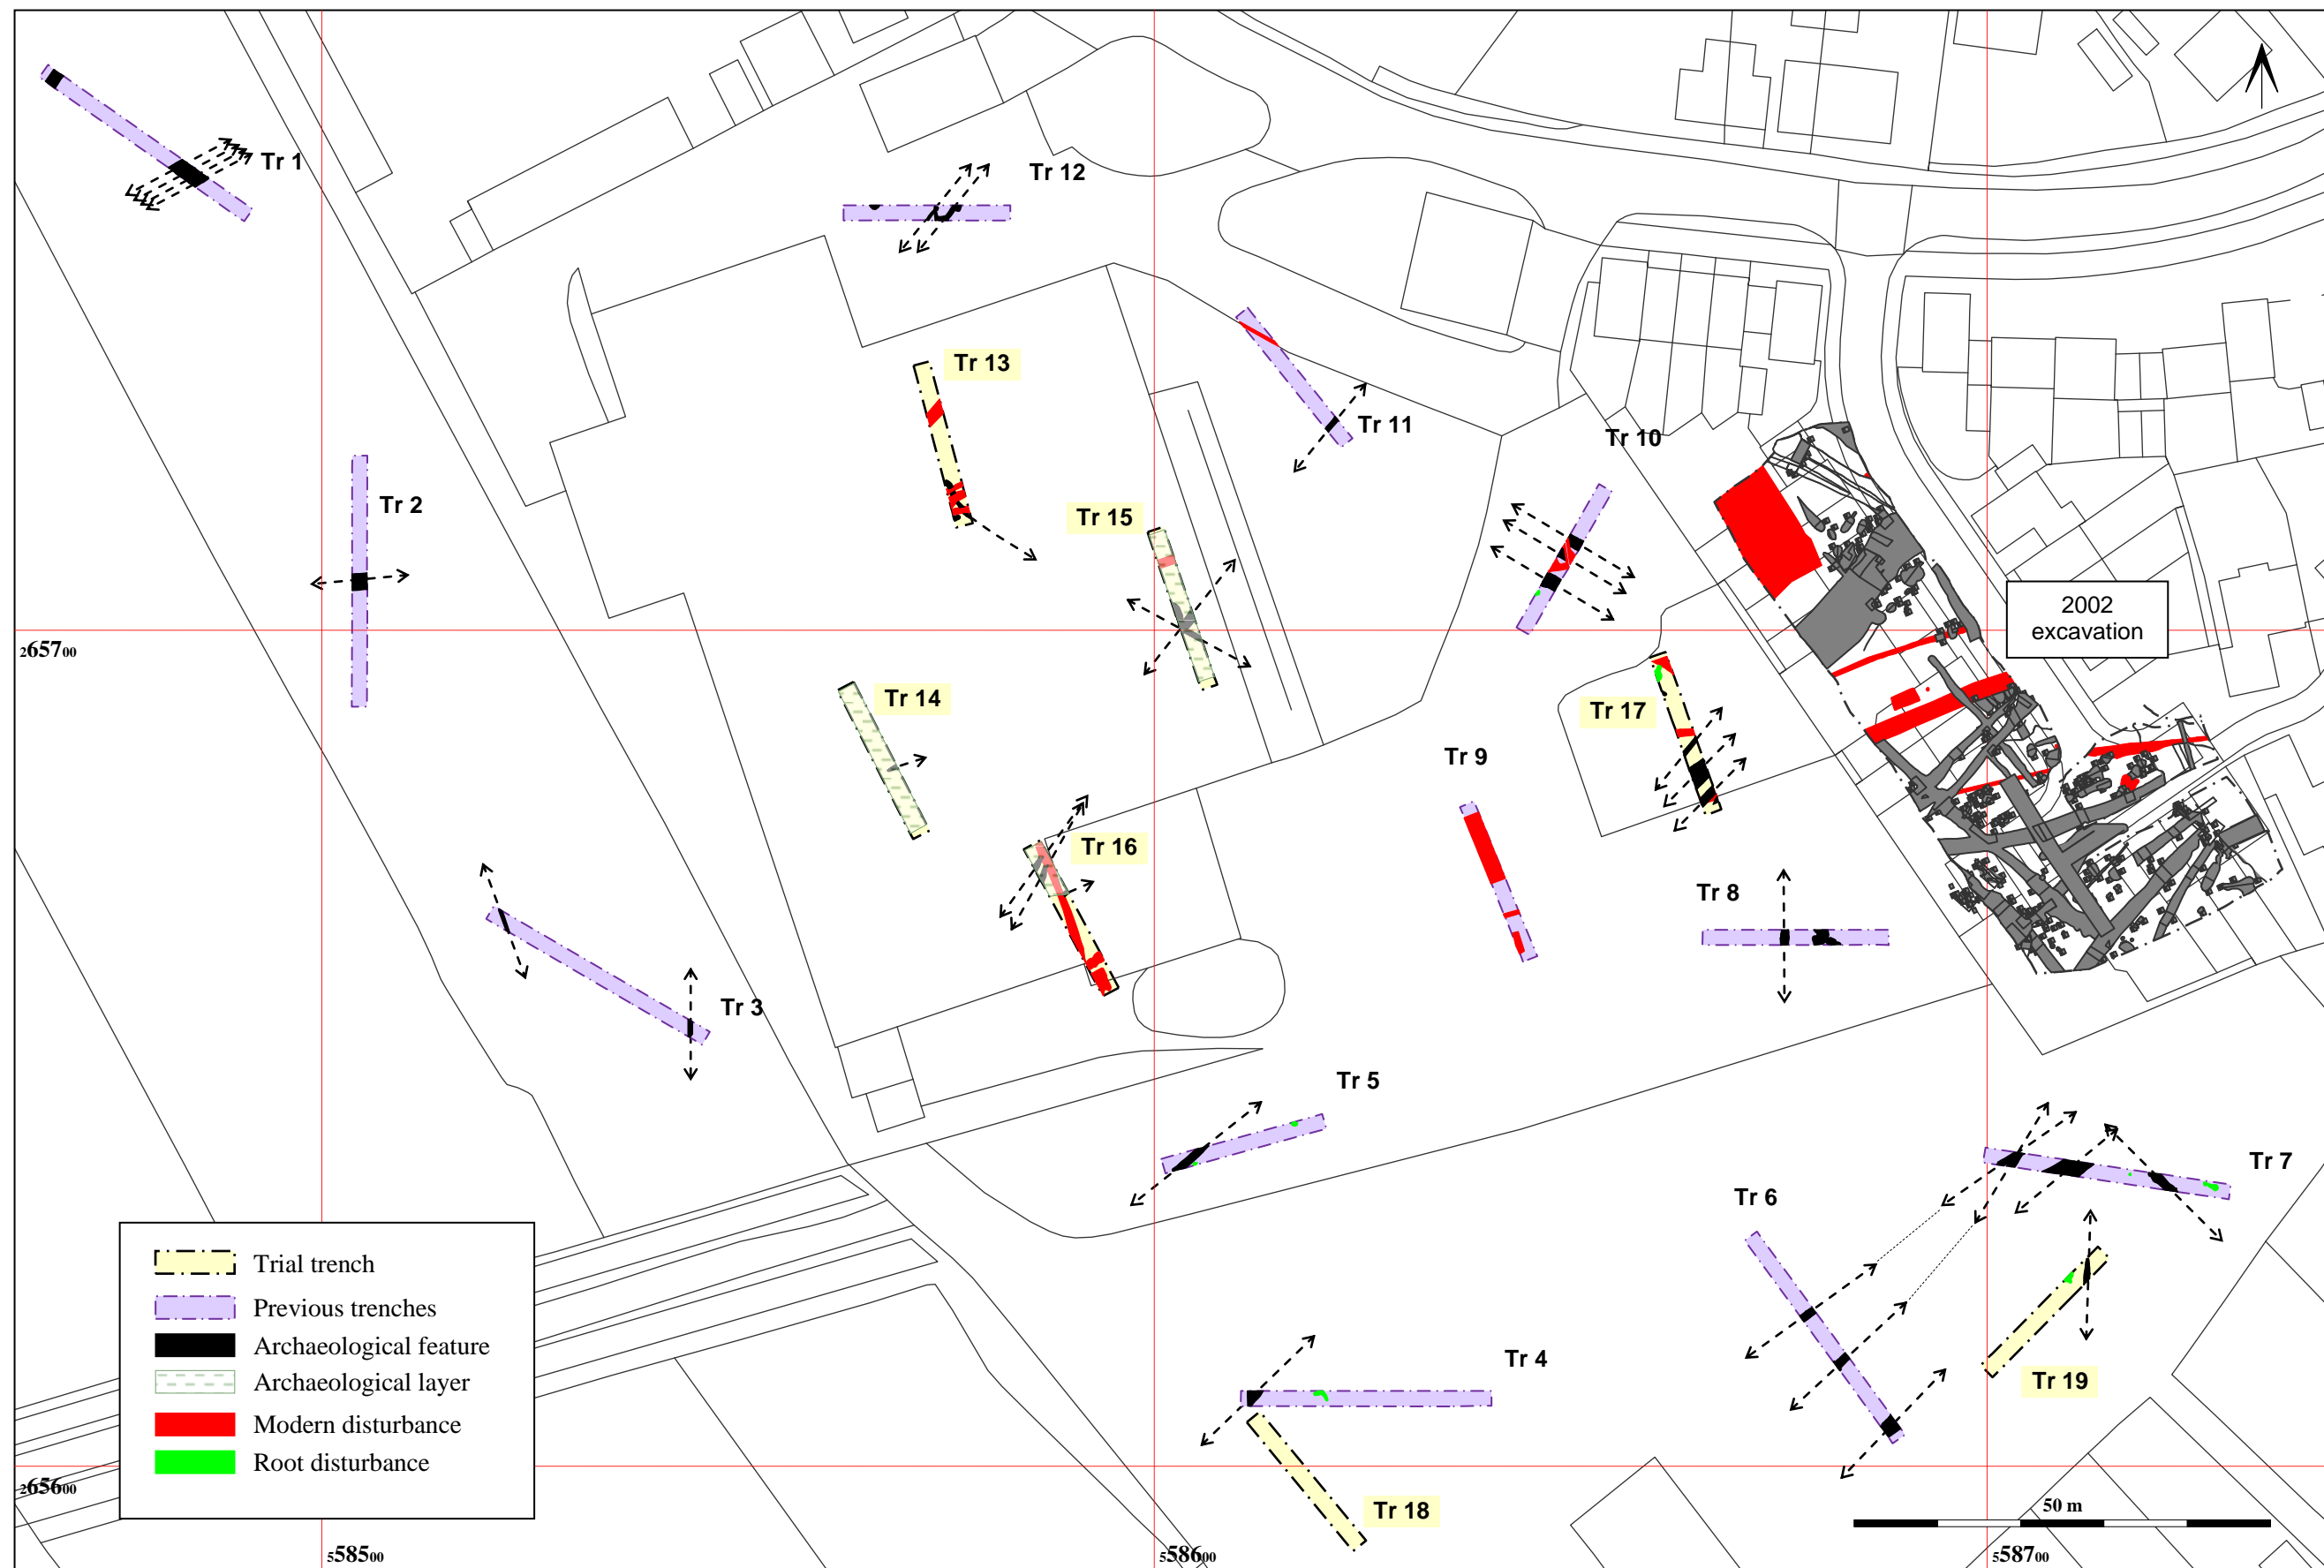 Tr 1
Tr 12
Tr 13
Tr 11
Tr 10
Tr 2
Tr 15
2002
excavation
265700
Tr 14
Tr 17
Tr 9
Tr 16
Tr 8
Tr 3
Tr 5
Tr 7
Tr 6
Trial trench
Previous trenches
Archaeological feature
Archaeological layer
Modern disturbance
Root disturbance
Tr 4
Tr 19
265600
Tr 18
50 m
558500
558600
558700